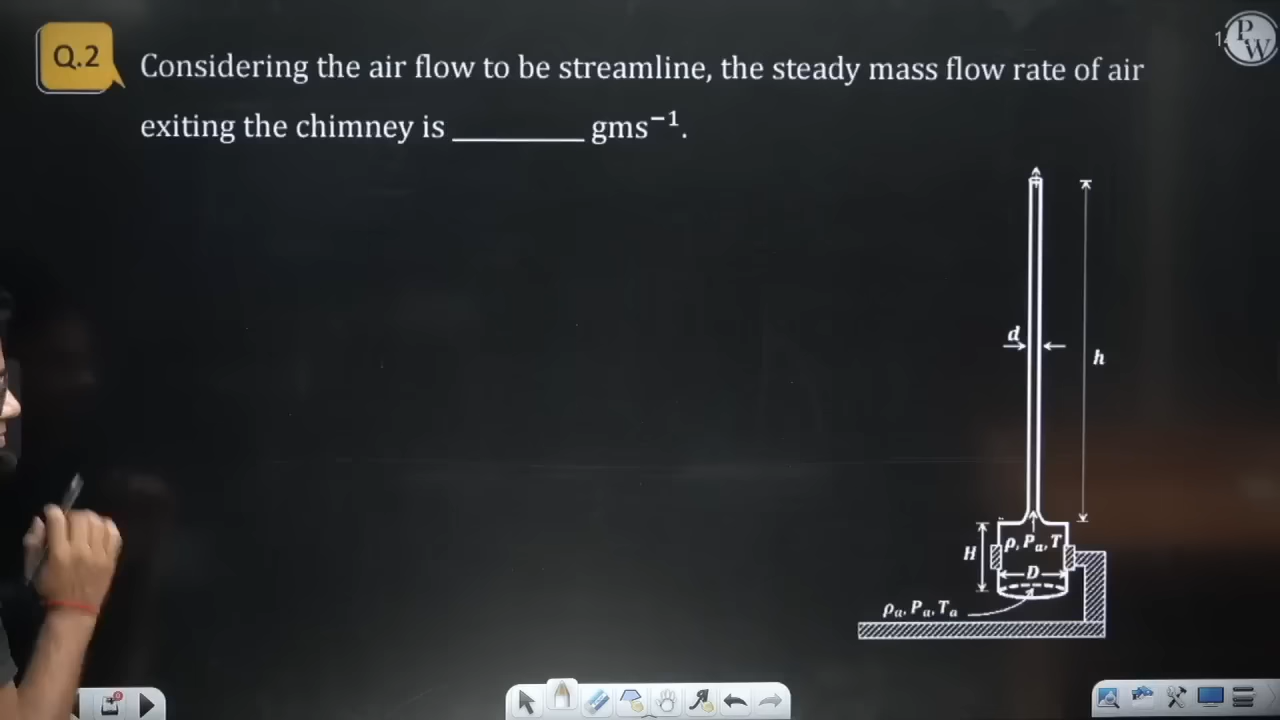 Q.2
Considering the air flow to be streamline, the steady mass flow rate of air
exiting the chimney is ________ gms⁻¹.
PW
d
h
H
ρ, Pₐ, T
D
ρₐ, Pₐ, Tₐ